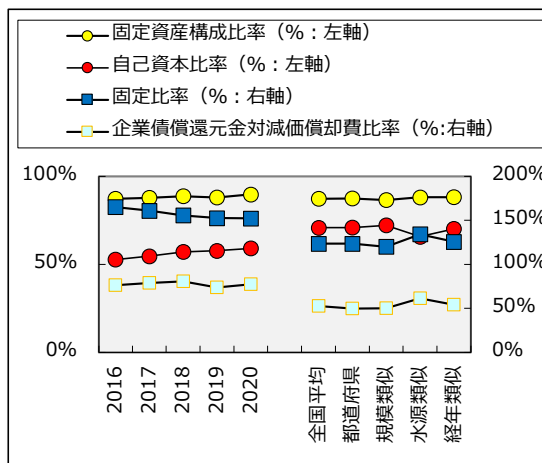 固定資産構成比率（%：左軸）
自己資本比率（%：左軸）
固定比率（%：右軸）
企業債償還元金対減価償却費比率（%:右軸）
100%
50%
0%
200%
150%
100%
50%
0%
2016
2017
2018
2019
2020
全国平均
都道府県
規模類似
水源類似
経年類似